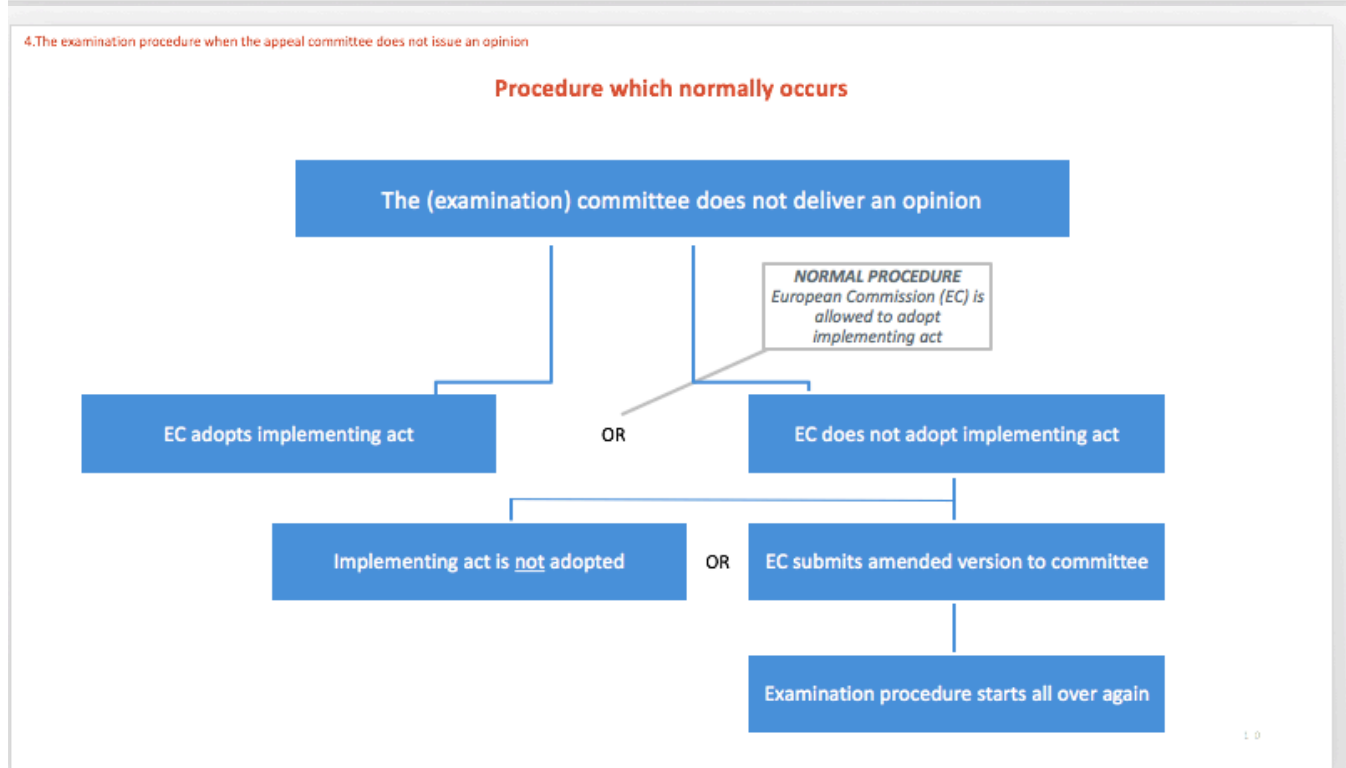 4.The examination procedure when the appeal committee does not issue an opinion
Procedure which normally occurs
The (examination) committee does not deliver an opinion
NORMAL PROCEDURE
European Commission (EC) is
allowed to adopt
implementing act
EC adopts implementing act
OR
EC does not adopt implementing act
Implementing act is not adopted
OR
EC submits amended version to committee
Examination procedure starts all over again
10